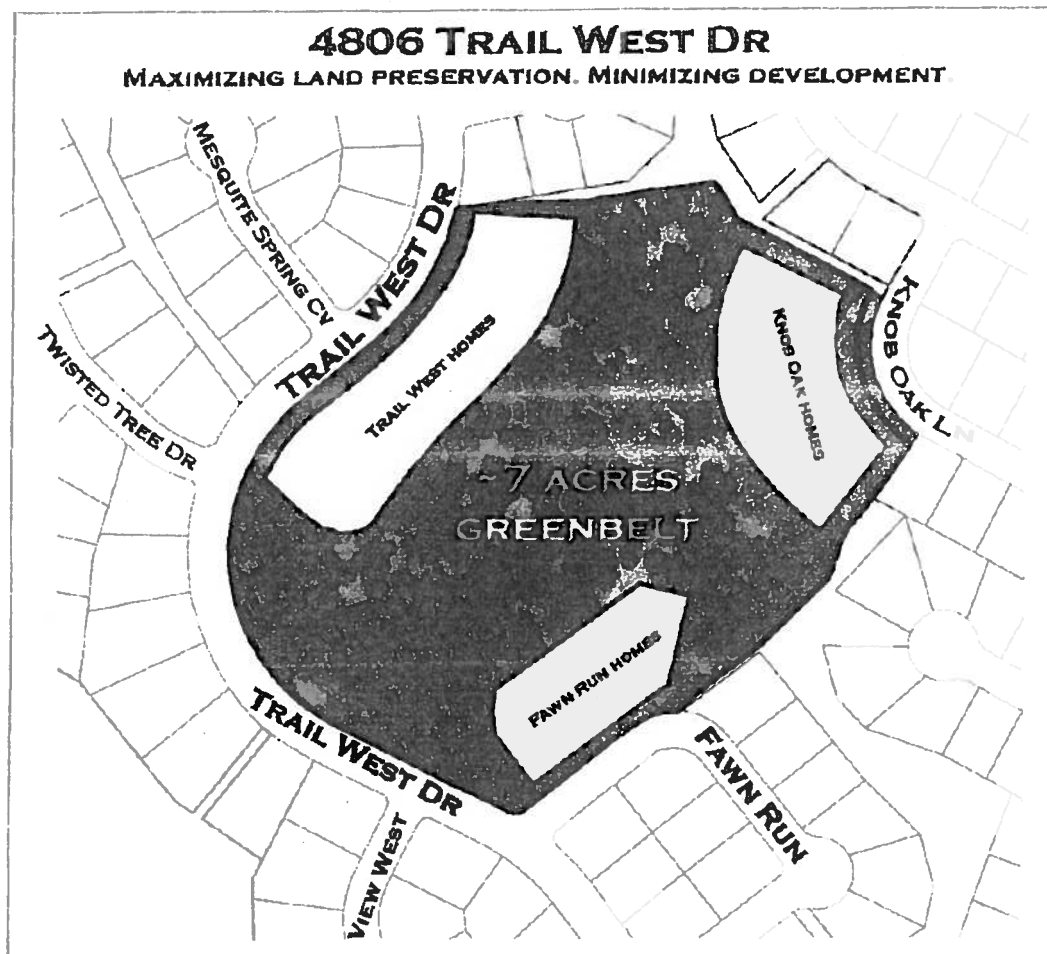 4806 TRAIL WEST DR
MAXIMIZING LAND PRESERVATION. MINIMIZING DEVELOPMENT.
MESQUITE SPRING CV
TRAIL WEST DR
TWISTED TREE DR
TRAIL WEST HOMES
KNOB OAK HOMES
KNOB OAK LN
~7 ACRES
GREENBELT
FAWN RUN HOMES
TRAIL WEST DR
FAWN RUN
VIEW WEST